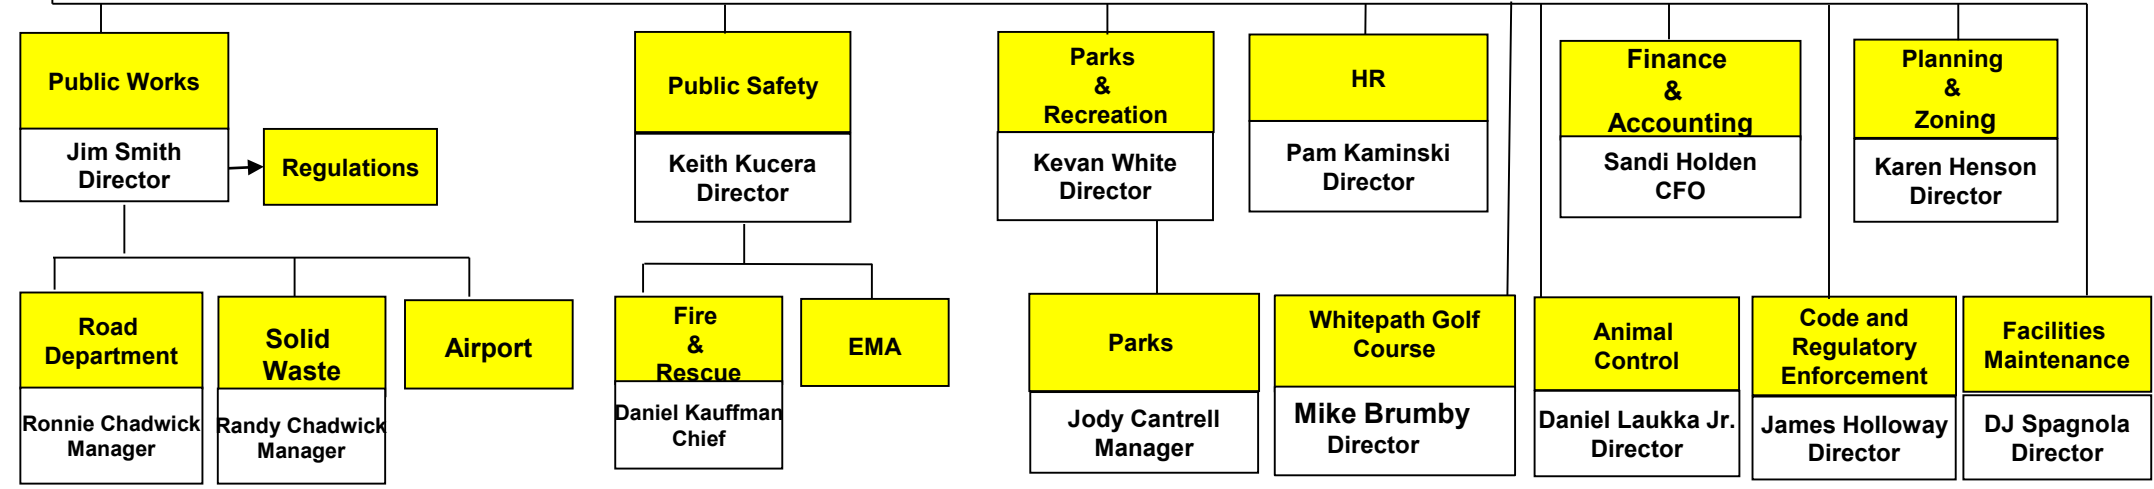 Public Works
Jim Smith
Director
Regulations
Public Safety
Keith Kucera
Director
Parks
&
Recreation
Kevan White
Director
HR
Pam Kaminski
Director
Finance
&
Accounting
Sandi Holden
CFO
Planning
&
Zoning
Karen Henson
Director
Road
Department
Ronnie Chadwick
Manager
Solid
Waste
Randy Chadwick
Manager
Airport
Fire
&
Rescue
Daniel Kauffman
Chief
EMA
Parks
Jody Cantrell
Manager
Whitepath Golf
Course
Mike Brumby
Director
Animal
Control
Daniel Laukka Jr.
Director
Code and
Regulatory
Enforcement
James Holloway
Director
Facilities
Maintenance
DJ Spagnola
Director